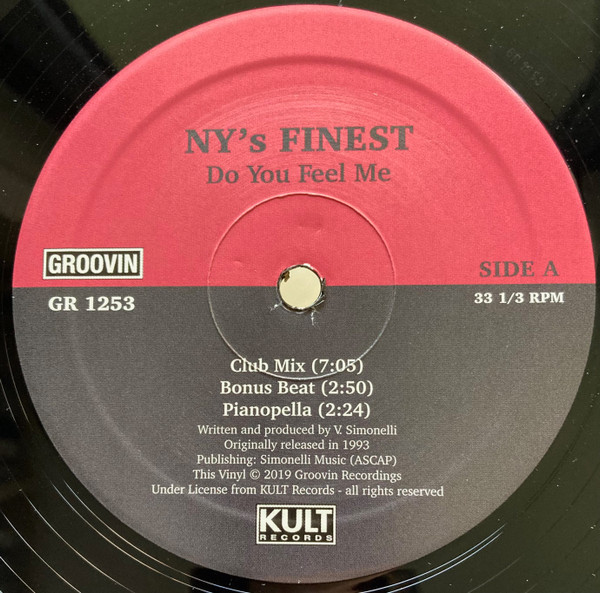 NY's FINEST
Do You Feel Me
GROOVIN
SIDE A
GR 1253
33 1/3 RPM
Club Mix (7:05)
Bonus Beat (2:50)
Pianopella (2:24)
Written and produced by V. Simonelli
Originally released in 1993
Publishing: Simonelli Music (ASCAP)
This Vinyl © 2019 Groovin Recordings
Under License from KULT Records - all rights reserved
KULT
RECORDS